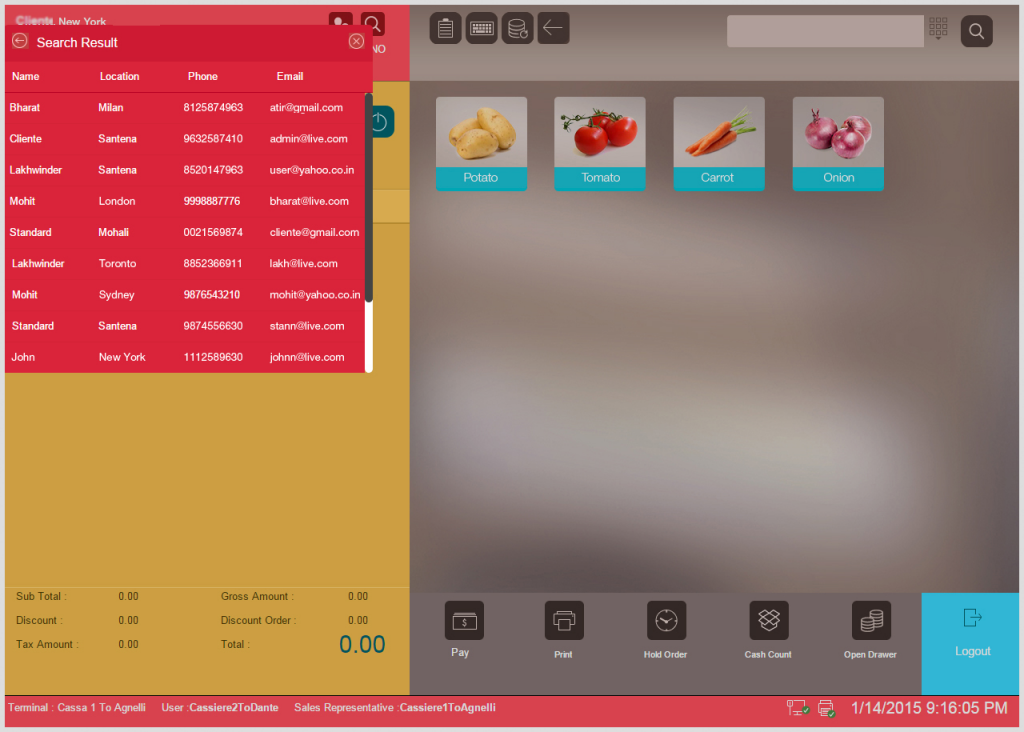 Cliente, New York
NO
Search Result
Name Location Phone Email
Bharat Milan 8125874963 atir@gmail.com
Cliente Santena 9632587410 admin@live.com
Lakhwinder Santena 8520147963 user@yahoo.co.in
Mohit London 9998887776 bharat@live.com
Standard Mohali 0021569874 cliente@gmail.com
Lakhwinder Toronto 8852366911 lakh@live.com
Mohit Sydney 9876543210 mohit@yahoo.co.in
Standard Santena 9874556630 stann@live.com
John New York 1112589630 johnn@live.com
Potato Tomato Carrot Onion
Sub Total : 0.00 Gross Amount : 0.00
Discount : 0.00 Discount Order : 0.00
Tax Amount : 0.00 Total : 0.00
Pay Print Hold Order Cash Count Open Drawer Logout
Terminal : Cassa 1 To Agnelli User :Cassiere2ToDante Sales Representative :Cassiere1ToAgnelli 1/14/2015 9:16:05 PM